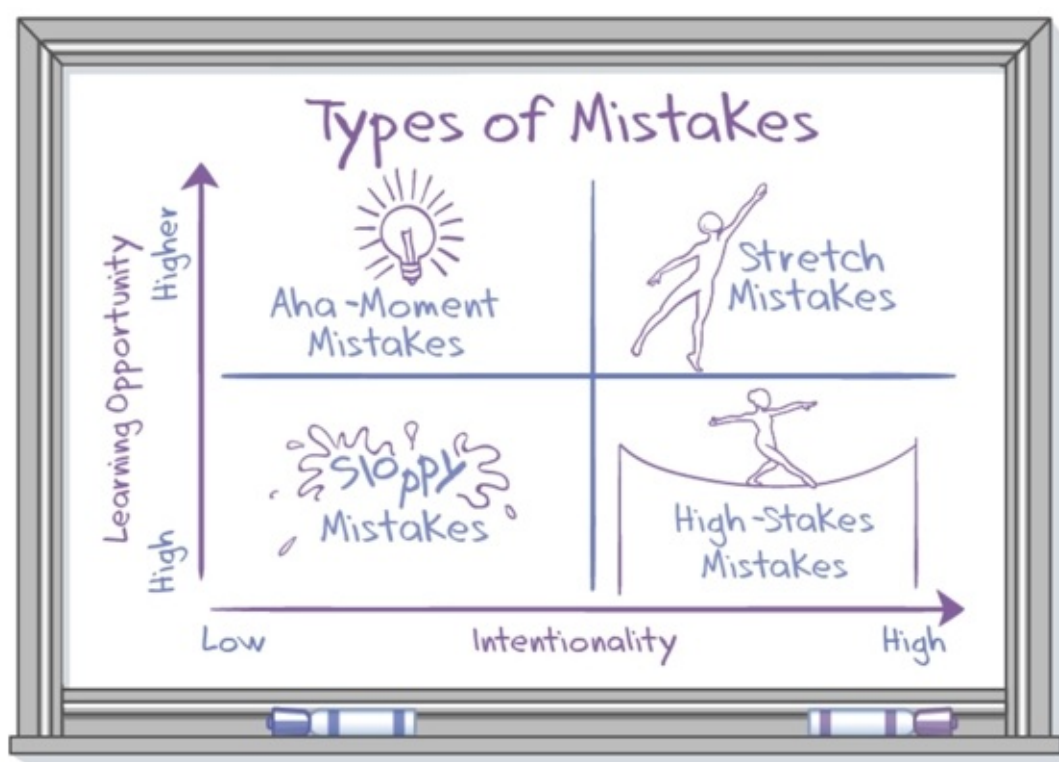 Types of Mistakes
Learning Opportunity
Higher
High
Aha-Moment
Mistakes
Stretch
Mistakes
Sloppy
Mistakes
High-Stakes
Mistakes
Low
Intentionality
High